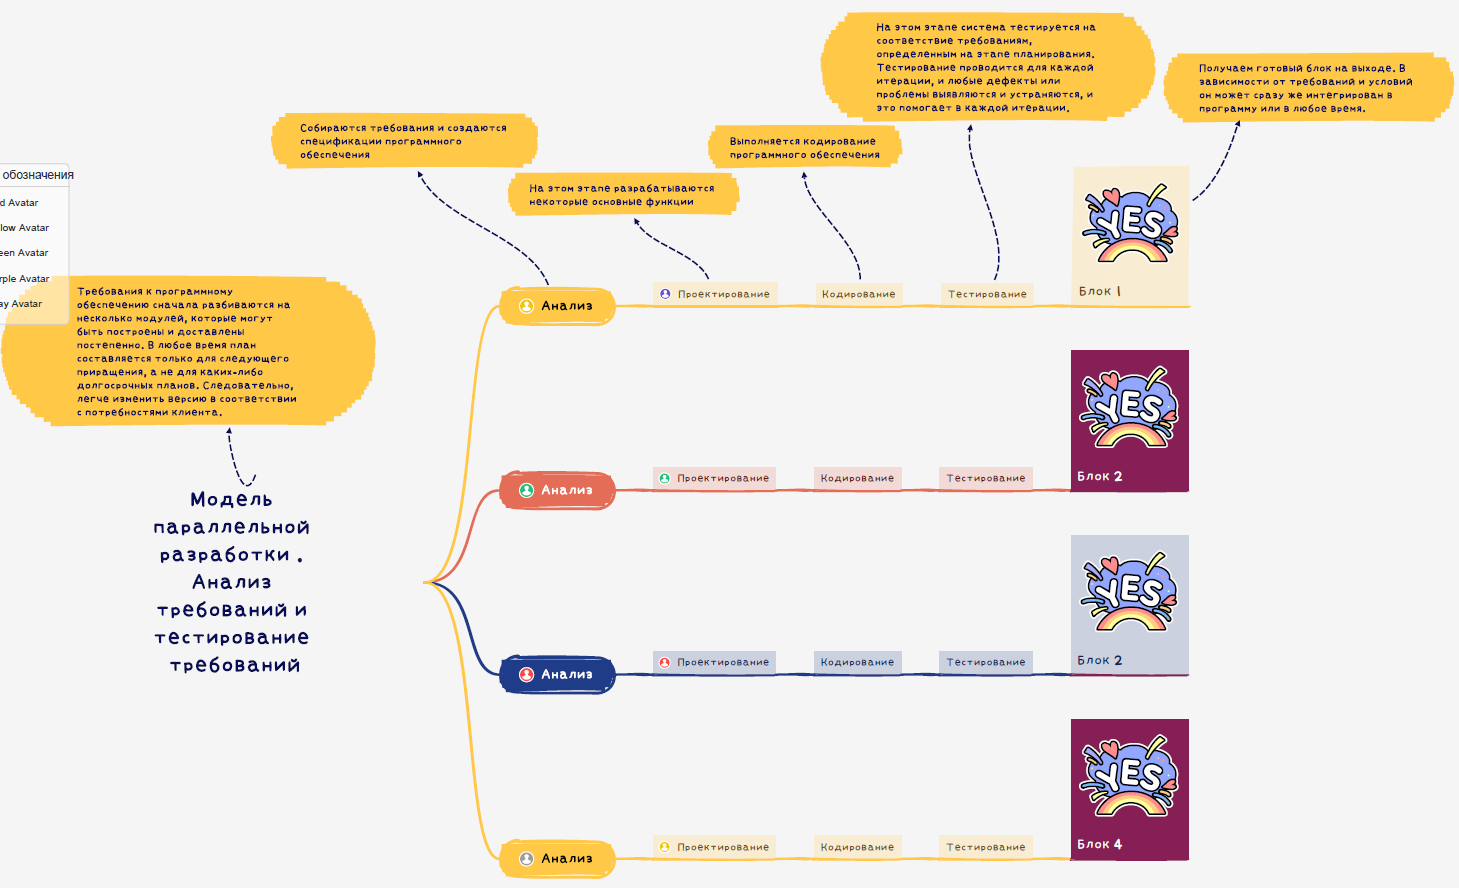 На этом этапе система тестируется на
соответствие требованиям,
определенным на этапе планирования.
Тестирование проводится для каждой
итерации, и любые дефекты или
проблемы выявляются и устраняются, и
это помогает в каждой итерации.
Получаем готовый блок на выходе. В
зависимости от требований и условий
он может сразу же интегрирован в
программу или в любое время.
Собираются требования и создаются
спецификации программного
обеспечения
Выполняется кодирование
программного обеспечения
На этом этапе разрабатываются
некоторые основные функции
обозначения
d Avatar
low Avatar
een Avatar
rple Avatar
ay Avatar
Требования к программному
обеспечению сначала разбиваются на
несколько модулей, которые могут
быть построены и доставлены
постепенно. В любое время план
составляется только для следующего
приращения, а не для каких-либо
долгосрочных планов. Следовательно,
легче изменить версию в соответствии
с потребностями клиента.
Модель
параллельной
разработки .
Анализ
требований и
тестирование
требований
Анализ
Проектирование
Кодирование
Тестирование
YES
Блок 1
Анализ
Проектирование
Кодирование
Тестирование
YES
Блок 2
Анализ
Проектирование
Кодирование
Тестирование
YES
Блок 2
Анализ
Проектирование
Кодирование
Тестирование
YES
Блок 4